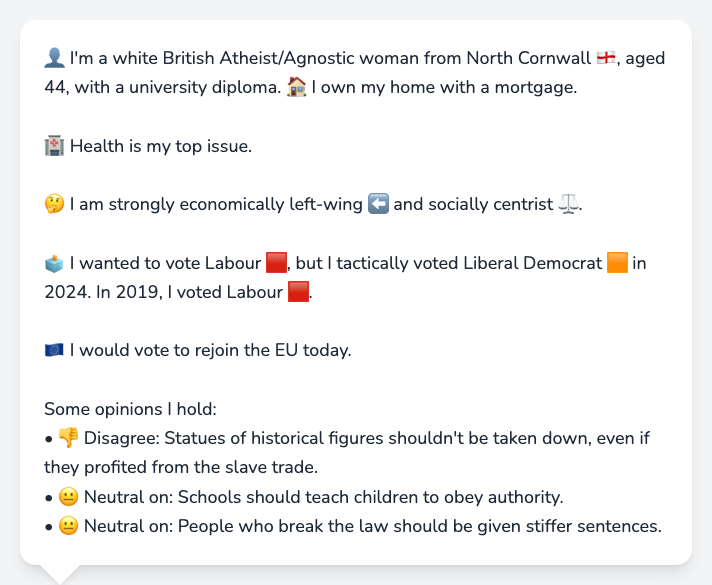 👤 I'm a white British Atheist/Agnostic woman from North Cornwall 🏴󠁧󠁢󠁥󠁮󠁧󠁿, aged
44, with a university diploma. 🏠 I own my home with a mortgage.
🏥 Health is my top issue.
🤔 I am strongly economically left-wing ⬅️ and socially centrist ⚖️.
🗳️ I wanted to vote Labour 🟥, but I tactically voted Liberal Democrat 🟧 in
2024. In 2019, I voted Labour 🟥.
🇪🇺 I would vote to rejoin the EU today.
Some opinions I hold:
• 👎 Disagree: Statues of historical figures shouldn't be taken down, even if
they profited from the slave trade.
• 😐 Neutral on: Schools should teach children to obey authority.
• 😐 Neutral on: People who break the law should be given stiffer sentences.